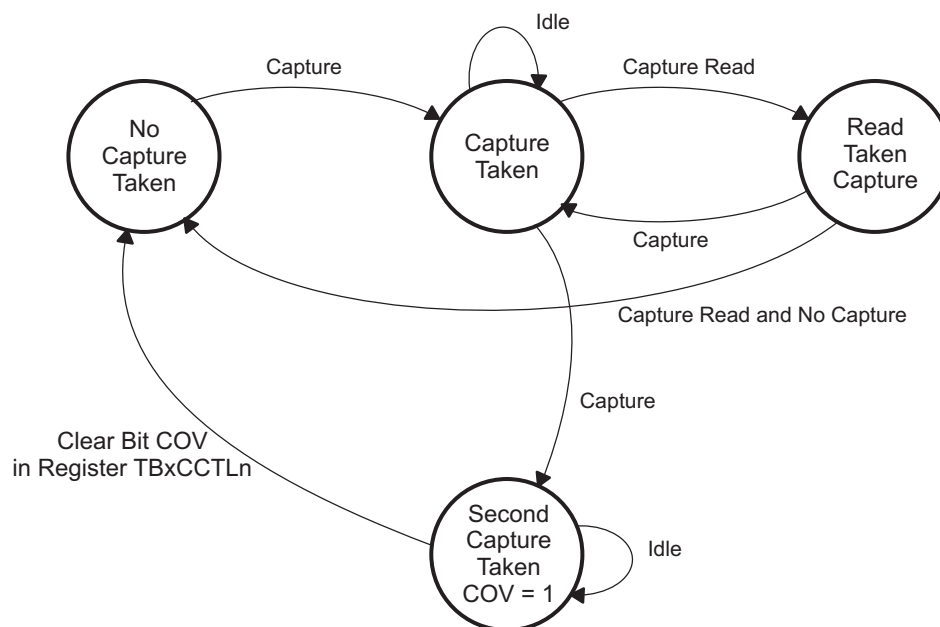 Idle
Capture
Capture Read
No
Capture
Taken
Capture
Taken
Read
Taken
Capture
Capture
Capture Read and No Capture
Capture
Clear Bit COV
in Register TBxCCTLn
Second
Capture
Taken
COV = 1
Idle